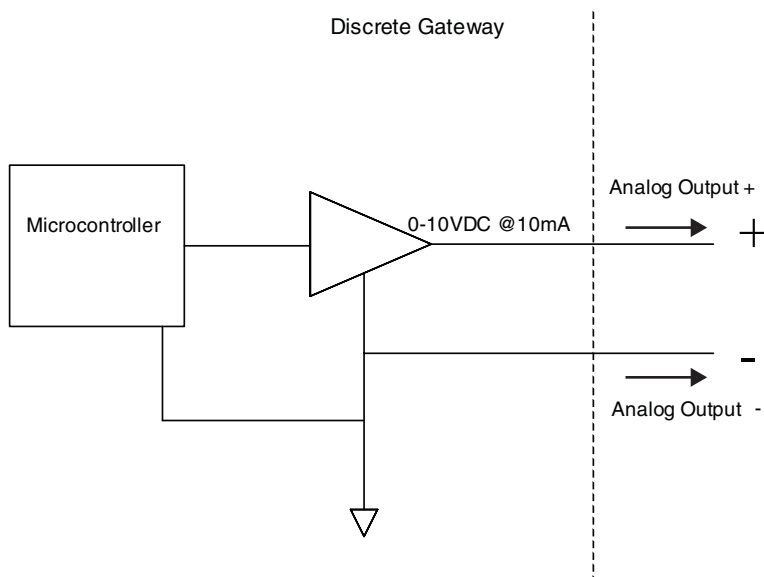 Discrete Gateway
Microcontroller
0-10VDC @10mA
Analog Output +
+
-
Analog Output -